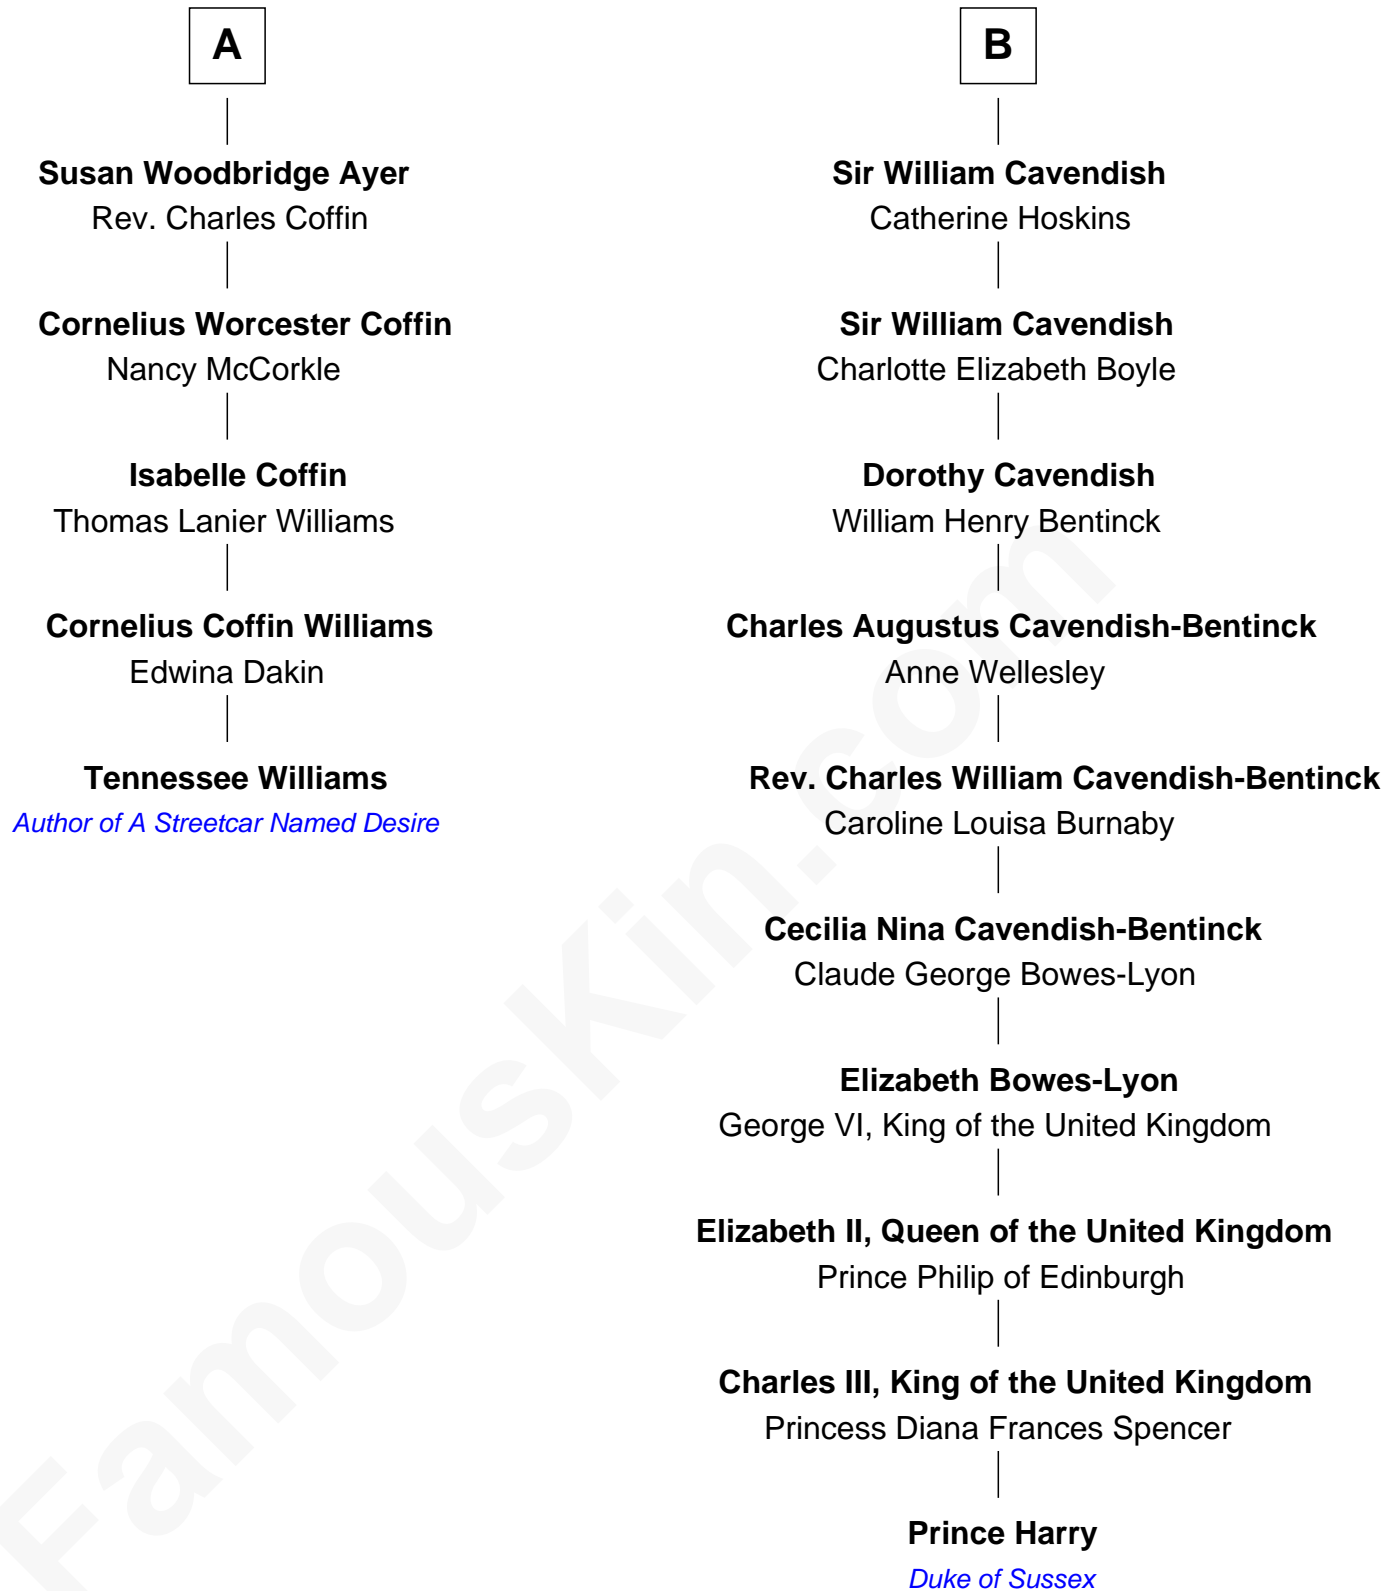 A
Susan Woodbridge Ayer
Rev. Charles Coffin
Cornelius Worcester Coffin
Nancy McCorkle
Isabelle Coffin
Thomas Lanier Williams
Cornelius Coffin Williams
Edwina Dakin
Tennessee Williams
Author of A Streetcar Named Desire
B
Sir William Cavendish
Catherine Hoskins
Sir William Cavendish
Charlotte Elizabeth Boyle
Dorothy Cavendish
William Henry Bentinck
Charles Augustus Cavendish-Bentinck
Anne Wellesley
Rev. Charles William Cavendish-Bentinck
Caroline Louisa Burnaby
Cecilia Nina Cavendish-Bentinck
Claude George Bowes-Lyon
Elizabeth Bowes-Lyon
George VI, King of the United Kingdom
Elizabeth II, Queen of the United Kingdom
Prince Philip of Edinburgh
Charles III, King of the United Kingdom
Princess Diana Frances Spencer
Prince Harry
Duke of Sussex
FamousKin.com